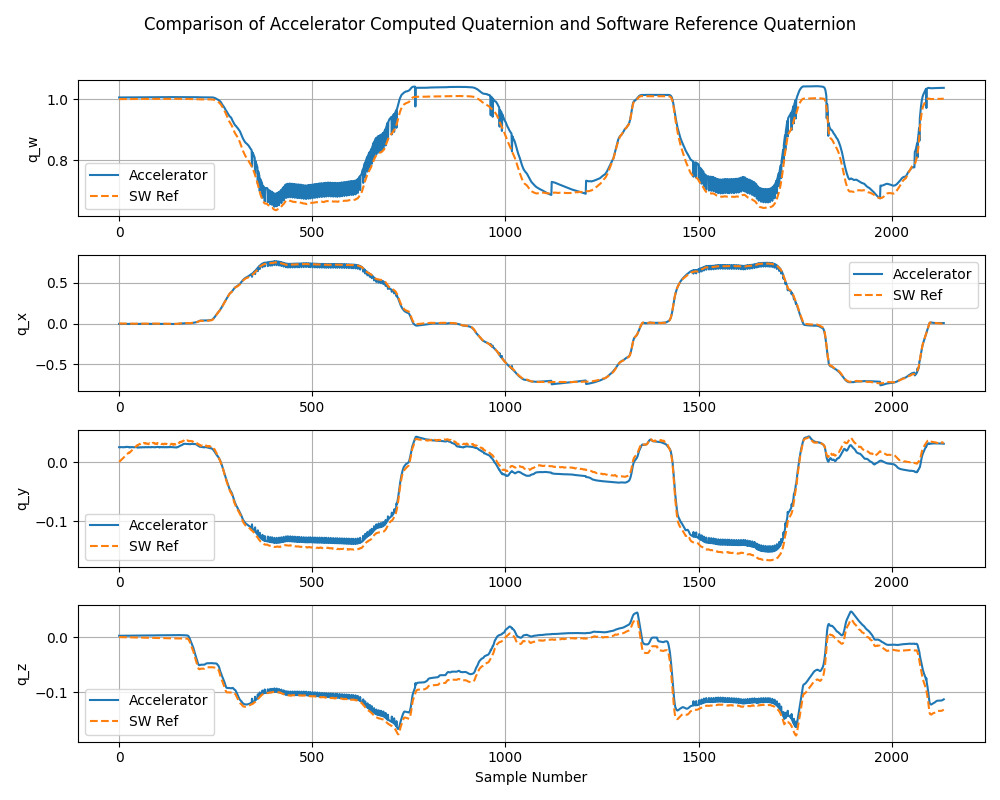 Comparison of Accelerator Computed Quaternion and Software Reference Quaternion
1.0
0.8
q_w
Accelerator
SW Ref
0
500
1000
1500
2000
0.5
0.0
−0.5
q_x
Accelerator
SW Ref
0
500
1000
1500
2000
0.0
−0.1
q_y
Accelerator
SW Ref
0
500
1000
1500
2000
0.0
−0.1
q_z
Accelerator
SW Ref
0
500
1000
1500
2000
Sample Number